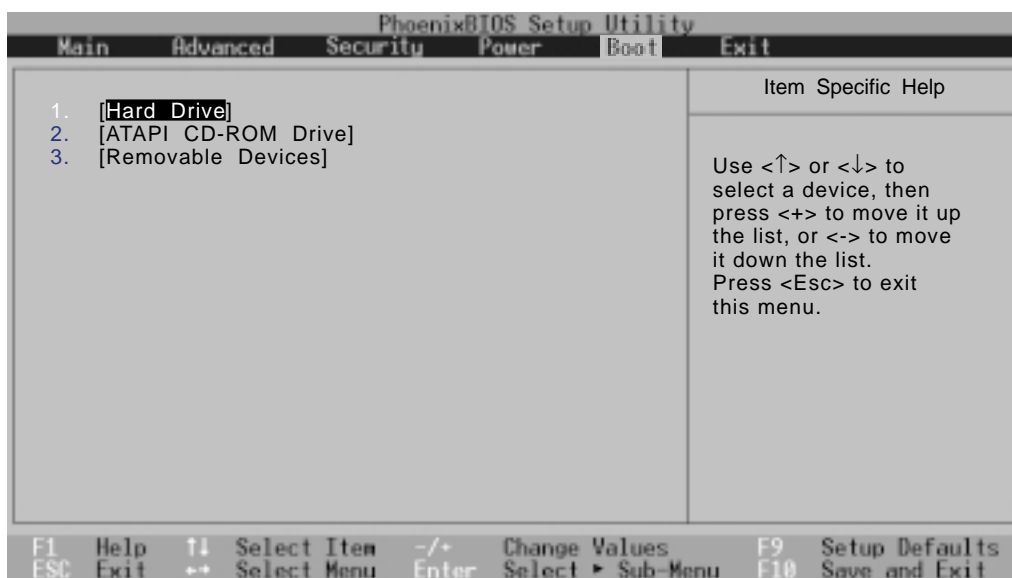 PhoenixBIOS Setup Utility
Main Advanced Security Power Boot Exit
1. [Hard Drive]
2. [ATAPI CD-ROM Drive]
3. [Removable Devices]
Item Specific Help
Use <↑> or <↓> to
select a device, then
press <+> to move it up
the list, or <-> to move
it down the list.
Press <Esc> to exit
this menu.
F1 Help ↑↓ Select Item -/+ Change Values F9 Setup Defaults
ESC Exit ←→ Select Menu Enter Select ► Sub-Menu F10 Save and Exit